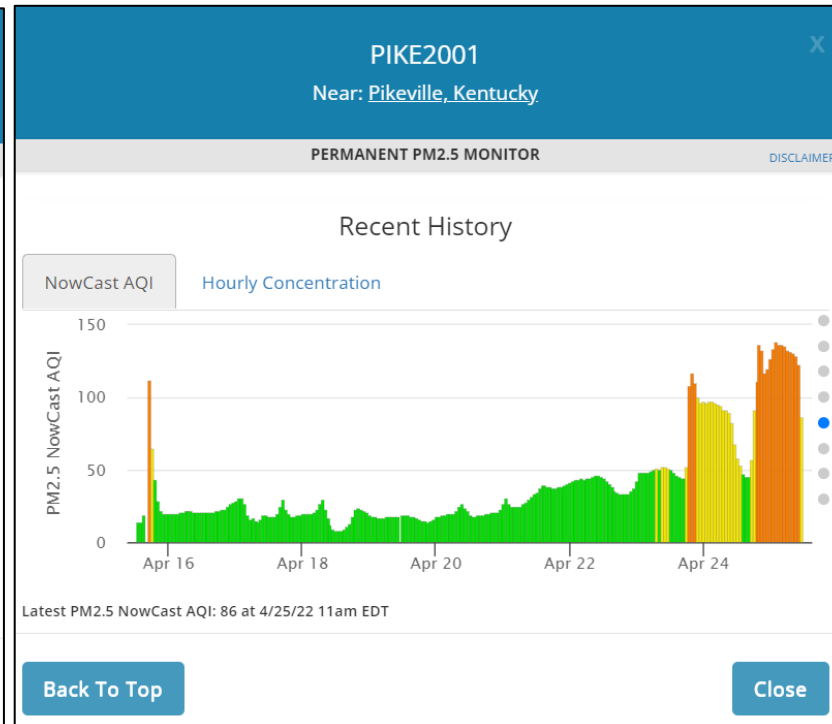 PIKE2001
X
Near: Pikeville, Kentucky
PERMANENT PM2.5 MONITOR
DISCLAIMER
Recent History
NowCast AQI
Hourly Concentration
PM2.5 NowCast AQI
150
100
50
0
Apr 16
Apr 18
Apr 20
Apr 22
Apr 24
Latest PM2.5 NowCast AQI: 86 at 4/25/22 11am EDT
Back To Top
Close